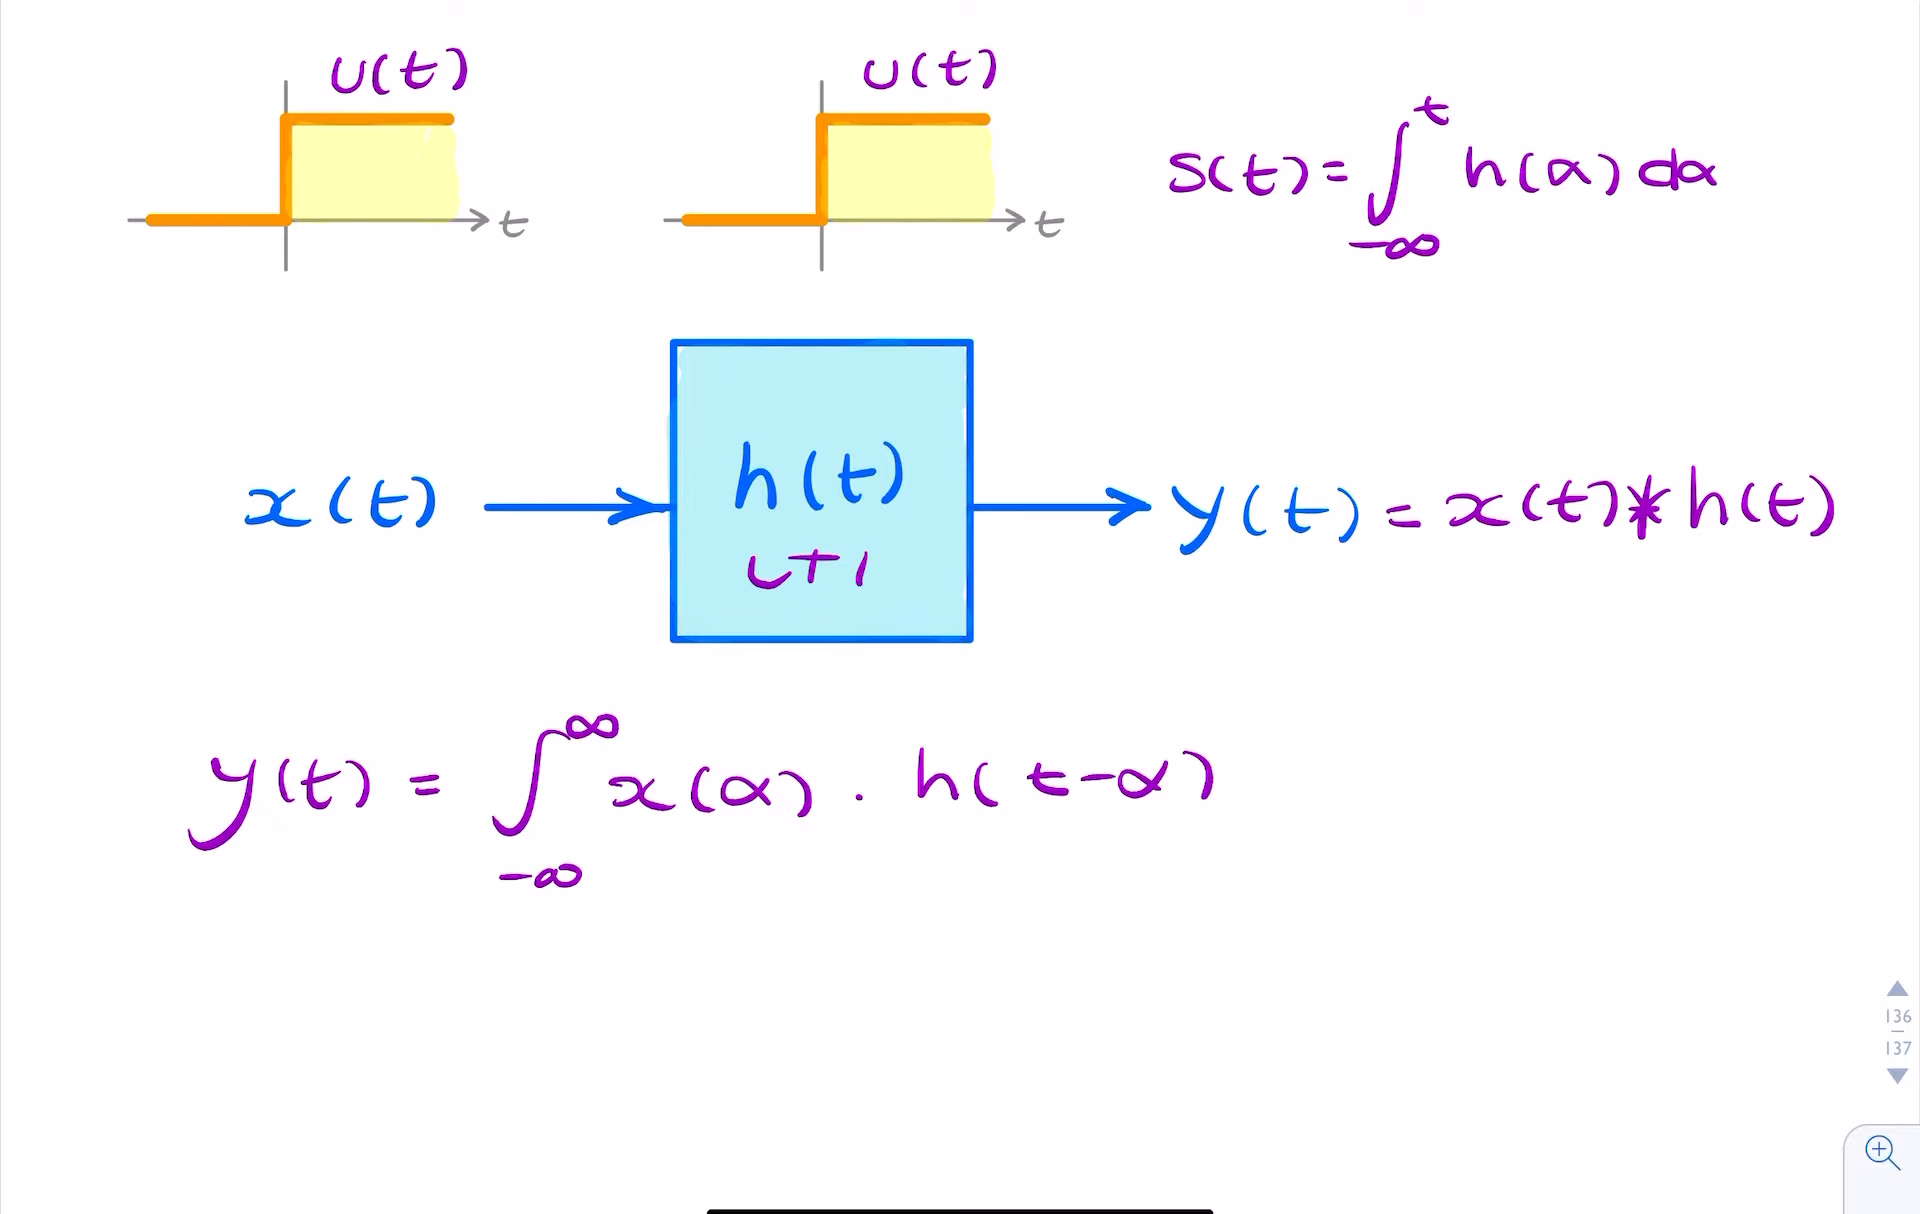 u(t)
t
u(t)
t
s(t) = ∫_{-∞}^{t} h(α) dα
x(t)
h(t)
LTI
y(t) = x(t) * h(t)
y(t) = ∫_{-∞}^{∞} x(α) . h(t-α)
136
137